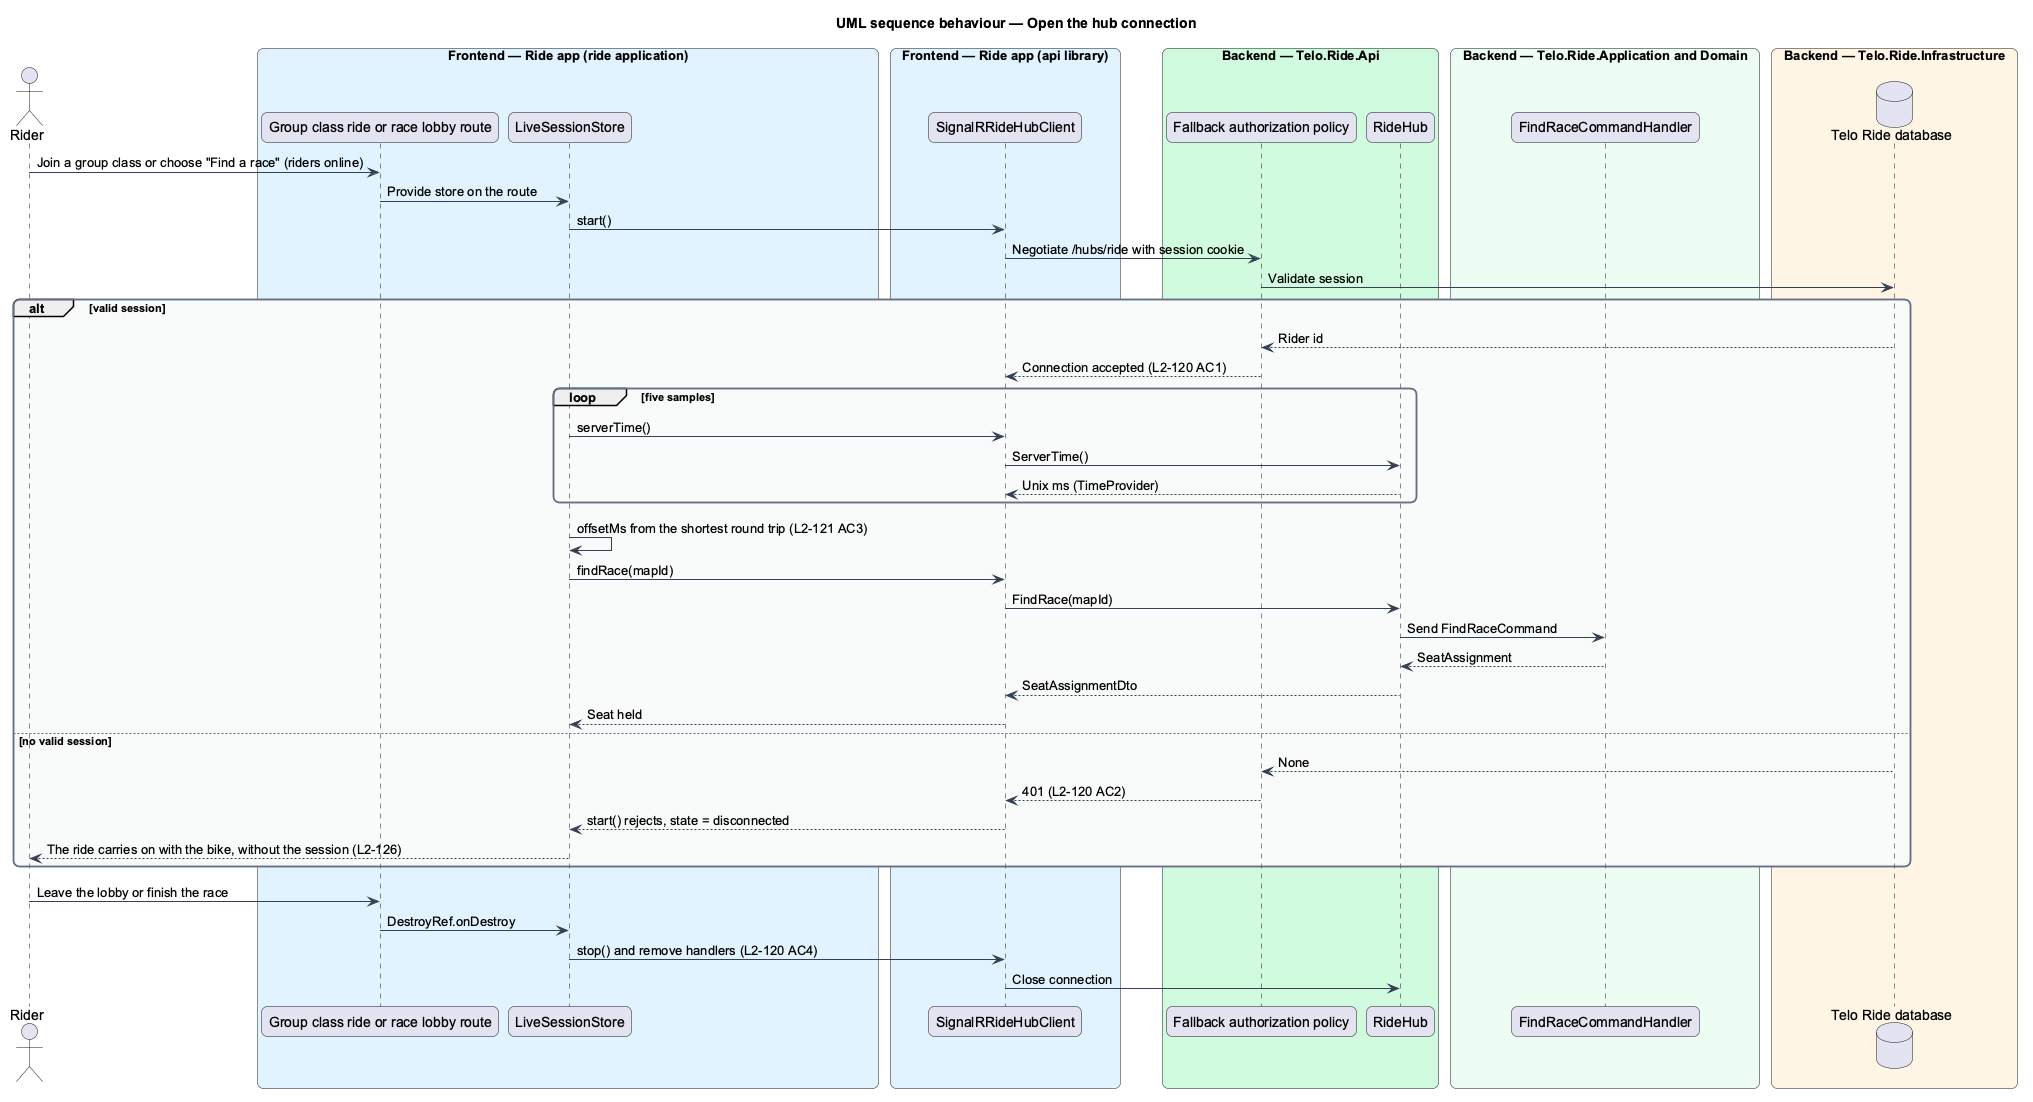 UML sequence behaviour — Open the hub connection
Frontend — Ride app (ride application)
Frontend — Ride app (api library)
Backend — Telo.Ride.Api
Backend — Telo.Ride.Application and Domain
Backend — Telo.Ride.Infrastructure
Rider
Group class ride or race lobby route
LiveSessionStore
SignalRRideHubClient
Fallback authorization policy
RideHub
FindRaceCommandHandler
Telo Ride database
Join a group class or choose "Find a race" (riders online)
Provide store on the route
start()
Negotiate /hubs/ride with session cookie
Validate session
alt
[valid session]
Rider id
Connection accepted (L2-120 AC1)
loop
[five samples]
serverTime()
ServerTime()
Unix ms (TimeProvider)
offsetMs from the shortest round trip (L2-121 AC3)
findRace(mapId)
FindRace(mapId)
Send FindRaceCommand
SeatAssignment
SeatAssignmentDto
Seat held
[no valid session]
None
401 (L2-120 AC2)
start() rejects, state = disconnected
The ride carries on with the bike, without the session (L2-126)
Leave the lobby or finish the race
DestroyRef.onDestroy
stop() and remove handlers (L2-120 AC4)
Close connection
Rider
Group class ride or race lobby route
LiveSessionStore
SignalRRideHubClient
Fallback authorization policy
RideHub
FindRaceCommandHandler
Telo Ride database